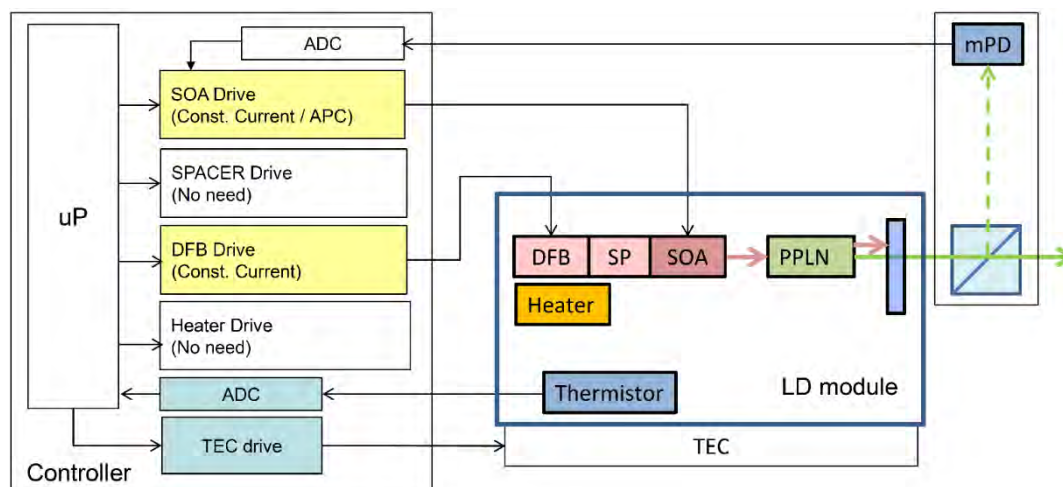 ADC
mPD
SOA Drive
(Const. Current / APC)
SPACER Drive
(No need)
uP
DFB Drive
(Const. Current)
DFB
SP
SOA
PPLN
Heater
Heater Drive
(No need)
ADC
Thermistor
LD module
TEC drive
TEC
Controller